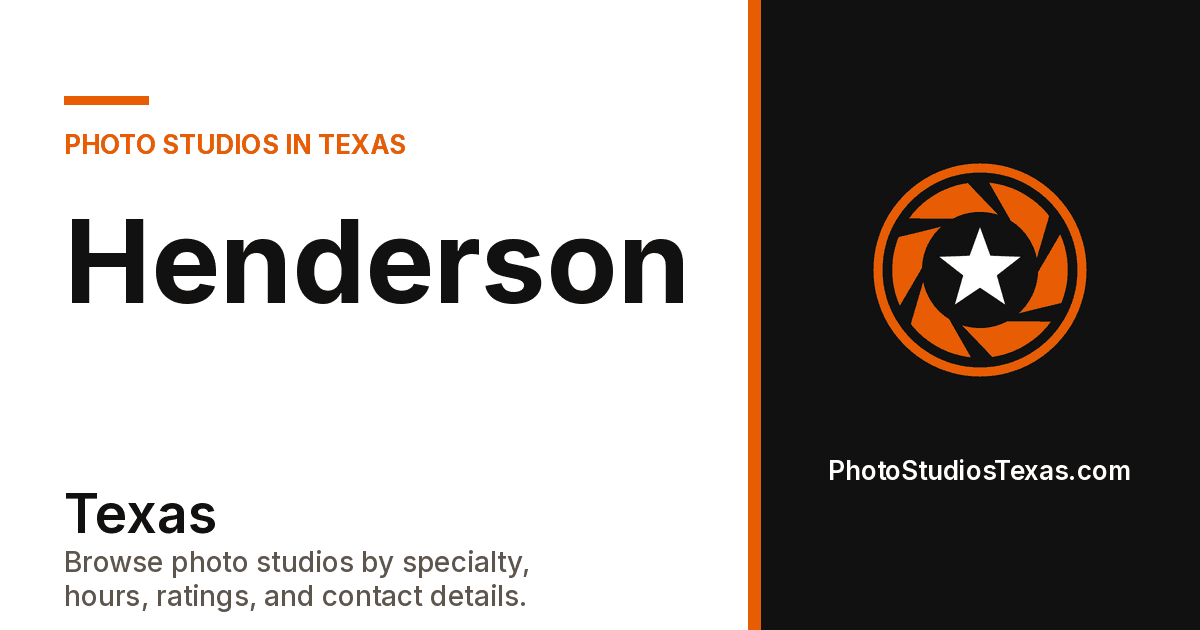 PHOTO STUDIOS IN TEXAS
Henderson
Texas
Browse photo studios by specialty,
hours, ratings, and contact details.
PhotoStudiosTexas.com